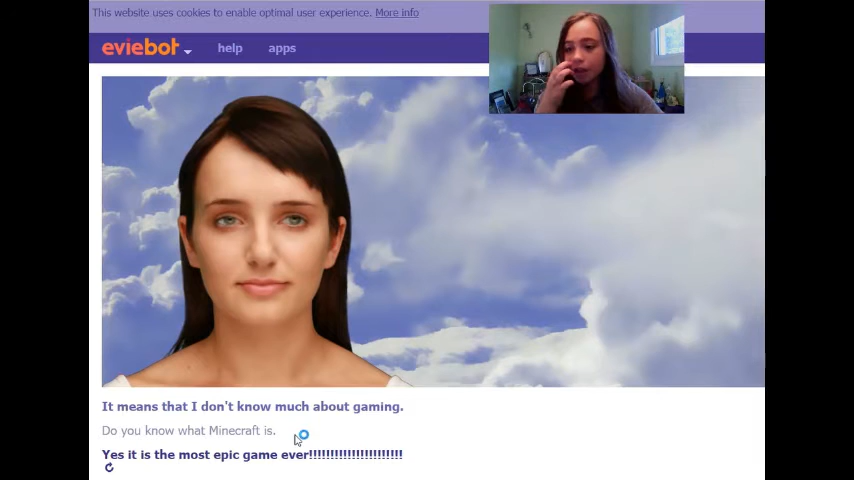 This website uses cookies to enable optimal user experience. More info
eviebot help apps
It means that I don't know much about gaming.
Do you know what Minecraft is.
Yes it is the most epic game ever!!!!!!!!!!!!!!!!!!!!!!